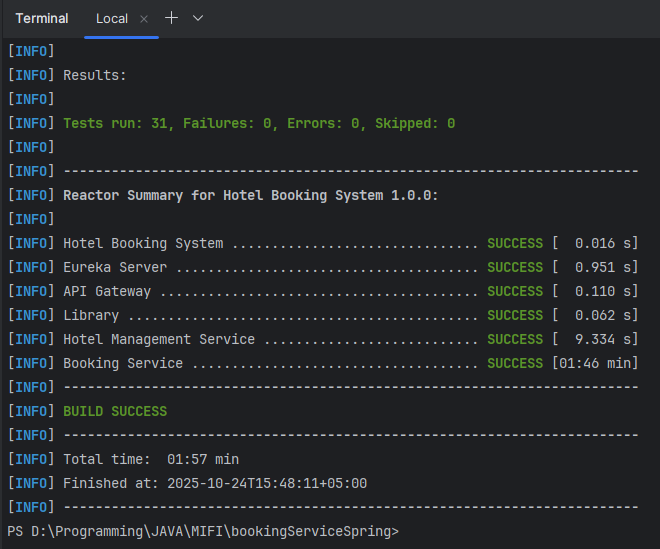 Terminal Local × +
[INFO]
[INFO] Results:
[INFO]
[INFO] Tests run: 31, Failures: 0, Errors: 0, Skipped: 0
[INFO]
[INFO] ------------------------------------------------------------------------
[INFO] Reactor Summary for Hotel Booking System 1.0.0:
[INFO]
[INFO] Hotel Booking System ............................... SUCCESS [  0.016 s]
[INFO] Eureka Server ...................................... SUCCESS [  0.951 s]
[INFO] API Gateway ........................................ SUCCESS [  0.110 s]
[INFO] Library ............................................ SUCCESS [  0.062 s]
[INFO] Hotel Management Service ........................... SUCCESS [  9.334 s]
[INFO] Booking Service .................................... SUCCESS [01:46 min]
[INFO] ------------------------------------------------------------------------
[INFO] BUILD SUCCESS
[INFO] ------------------------------------------------------------------------
[INFO] Total time:  01:57 min
[INFO] Finished at: 2025-10-24T15:48:11+05:00
[INFO] ------------------------------------------------------------------------
PS D:\Programming\JAVA\MIFI\bookingServiceSpring>